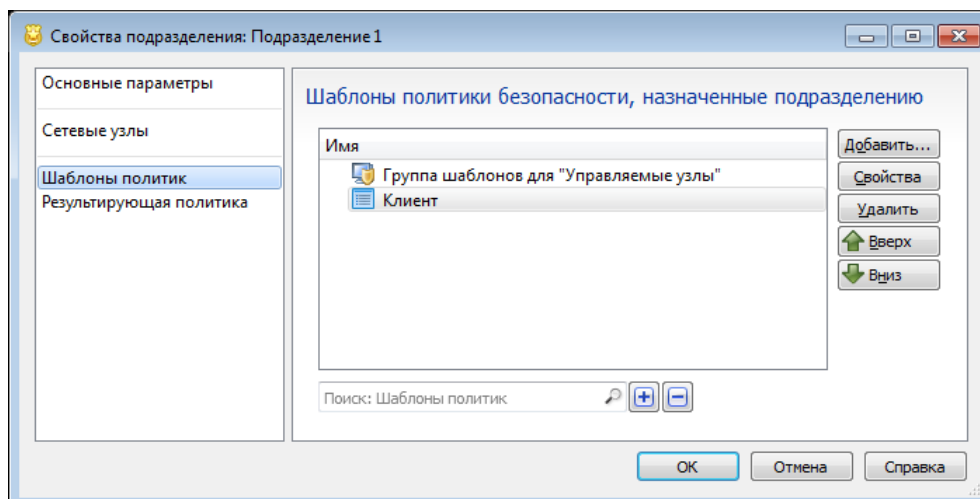 Свойства подразделения: Подразделение 1
Основные параметры
Сетевые узлы
Шаблоны политик
Результирующая политика
Шаблоны политики безопасности, назначенные подразделению
Имя
Группа шаблонов для "Управляемые узлы"
Клиент
Добавить...
Свойства
Удалить
Вверх
Вниз
Поиск: Шаблоны политик
ОК
Отмена
Справка